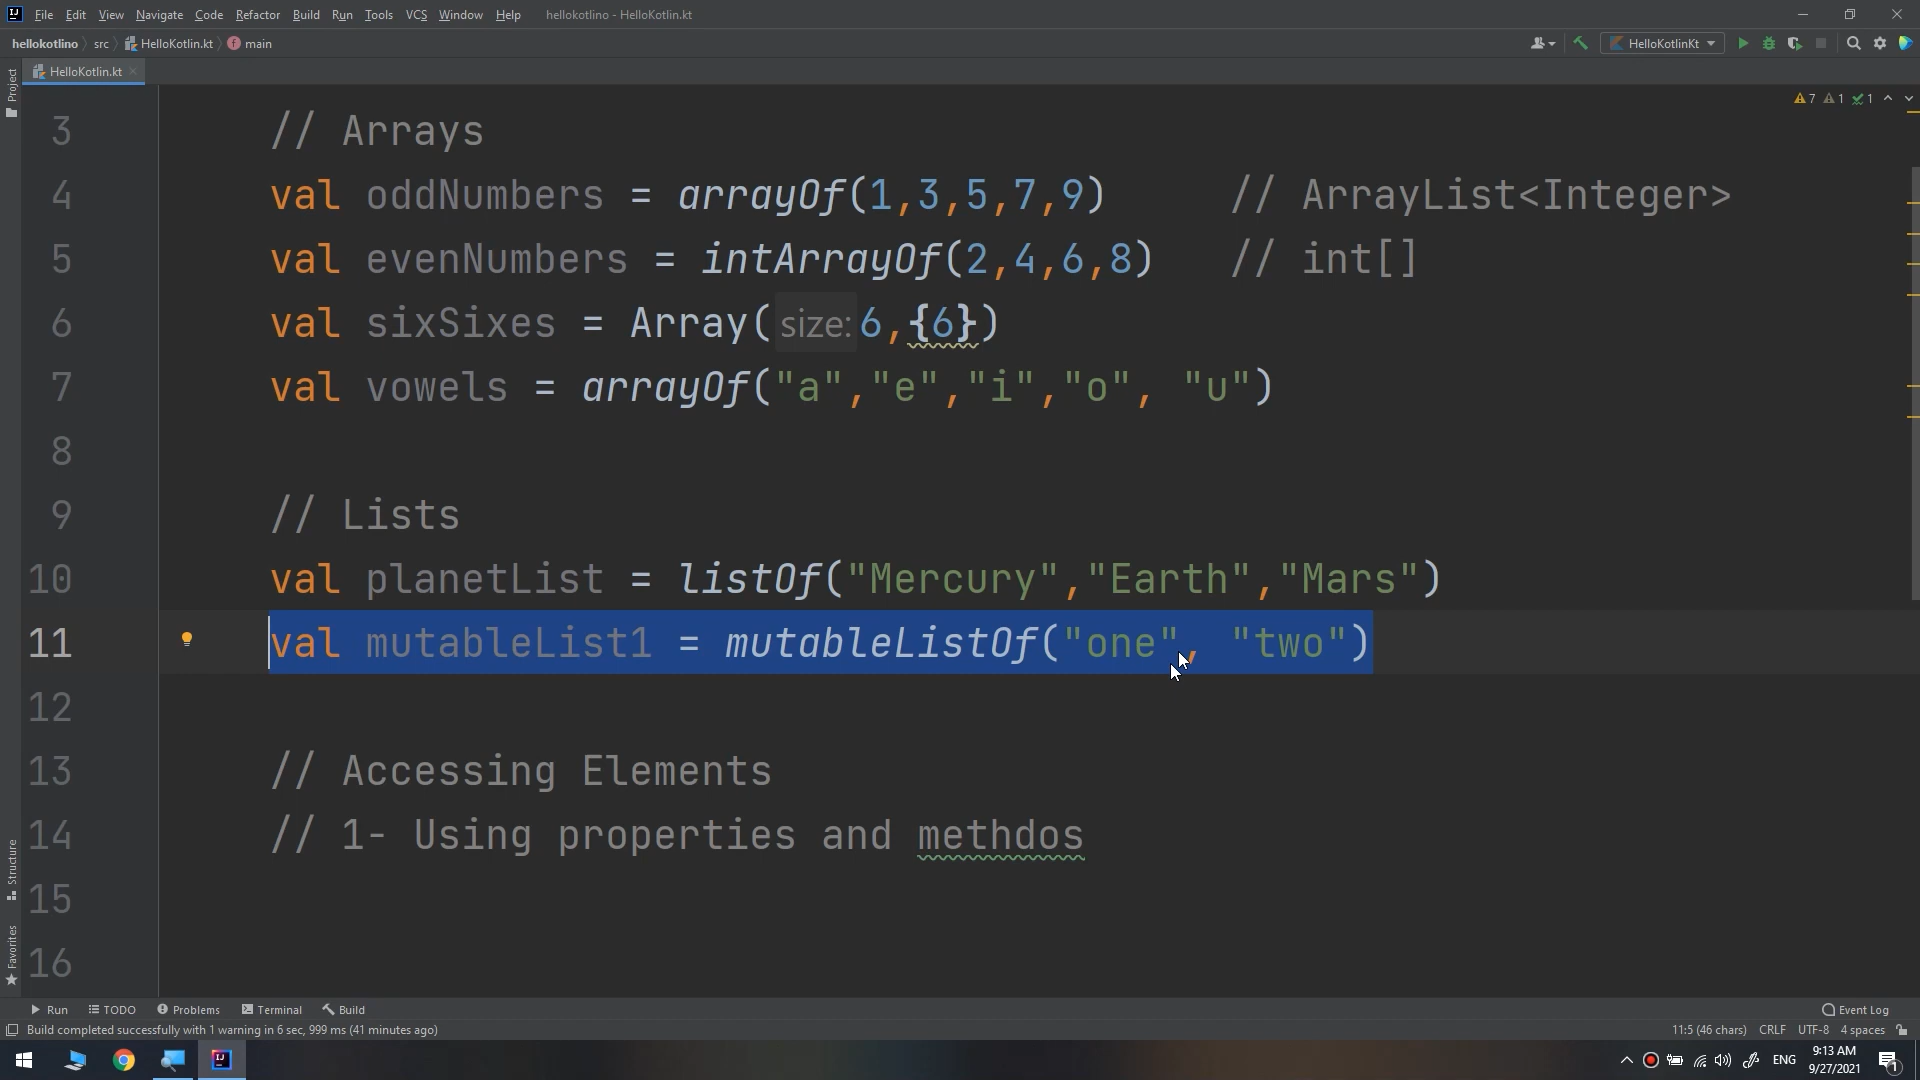 File Edit View Navigate Code Refactor Build Run Tools VCS Window Help hellokotlino - HelloKotlin.kt
hellokotlino src HelloKotlin.kt main HelloKotlinKt
HelloKotlin.kt
Project
7 1 1
3 // Arrays
4 val oddNumbers = arrayOf(1,3,5,7,9) // ArrayList<Integer>
5 val evenNumbers = intArrayOf(2,4,6,8) // int[]
6 val sixSixes = Array( size: 6,{6})
7 val vowels = arrayOf("a","e","i","o", "u")
8
9 // Lists
10 val planetList = listOf("Mercury","Earth","Mars")
11 val mutableList1 = mutableListOf("one", "two")
12
13 // Accessing Elements
14 // 1- Using properties and methdos
15
16
Structure
Favorites
Run TODO Problems Terminal Build Event Log
Build completed successfully with 1 warning in 6 sec, 999 ms (41 minutes ago) 11:5 (46 chars) CRLF UTF-8 4 spaces
ENG 9:13 AM
9/27/2021
1